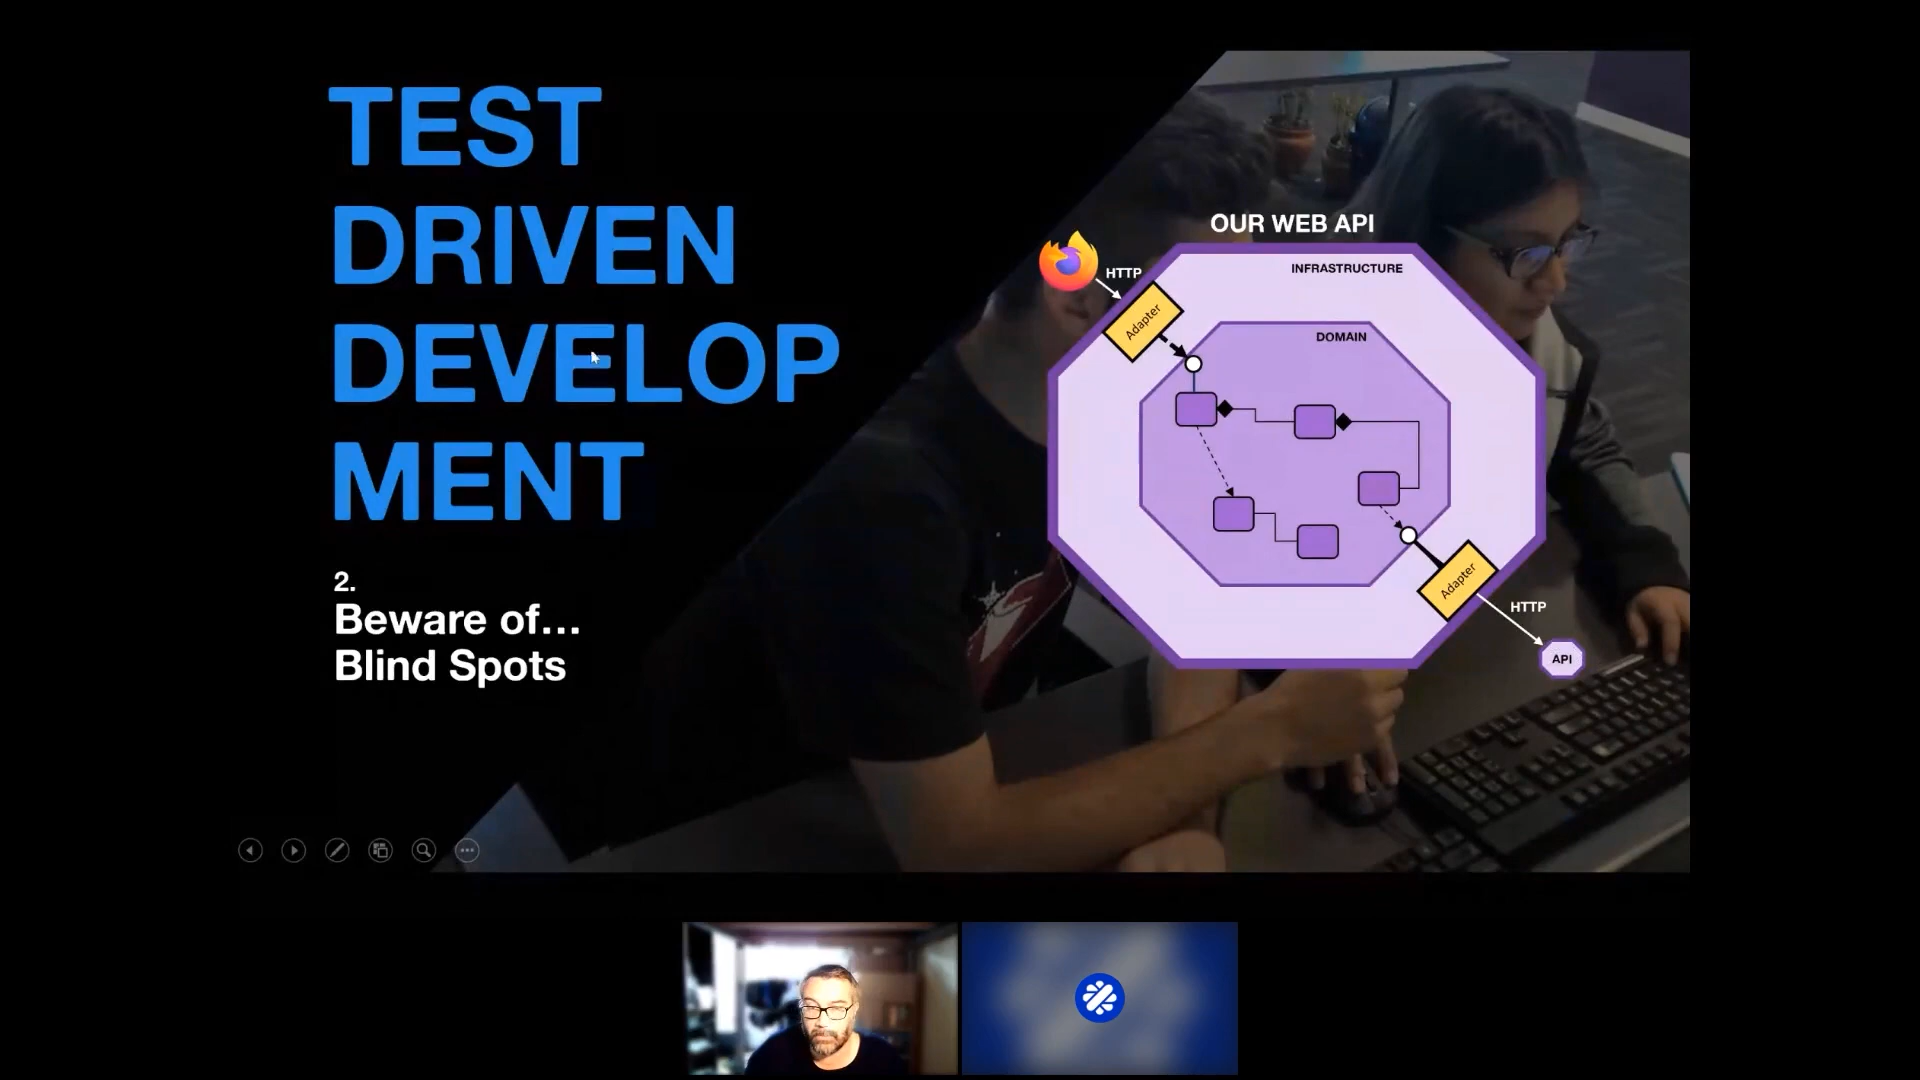 TEST
DRIVEN
DEVELOP
MENT
2.
Beware of...
Blind Spots
OUR WEB API
INFRASTRUCTURE
HTTP
Adapter
DOMAIN
Adapter
HTTP
API